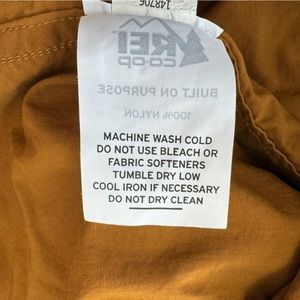 148706
REI
CO·OP
BUILT ON PURPOSE
100% NYLON
MACHINE WASH COLD
DO NOT USE BLEACH OR
FABRIC SOFTENERS
TUMBLE DRY LOW
COOL IRON IF NECESSARY
DO NOT DRY CLEAN